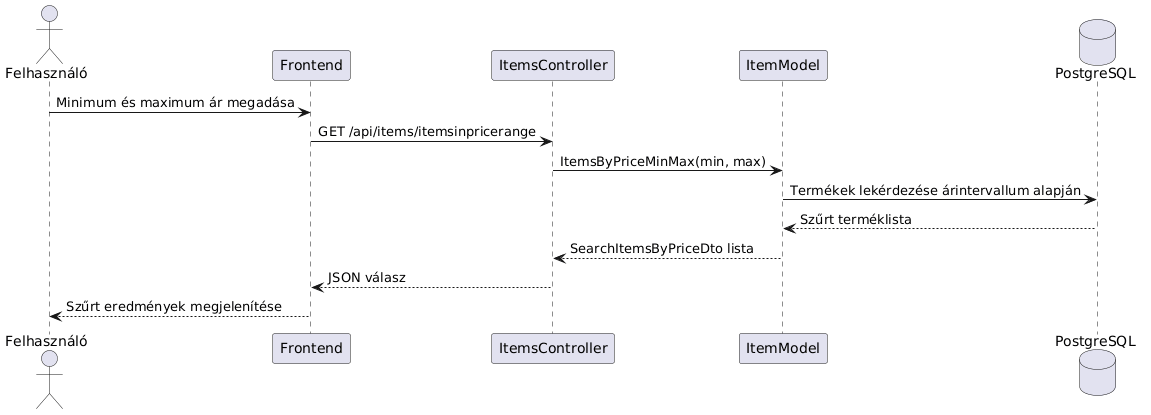 Felhasználó
Frontend
ItemsController
ItemModel
PostgreSQL
Minimum és maximum ár megadása
GET /api/items/itemsinpricerange
ItemsByPriceMinMax(min, max)
Termékek lekérdezése árintervallum alapján
Szűrt terméklista
SearchItemsByPriceDto lista
JSON válasz
Szűrt eredmények megjelenítése
Felhasználó
Frontend
ItemsController
ItemModel
PostgreSQL